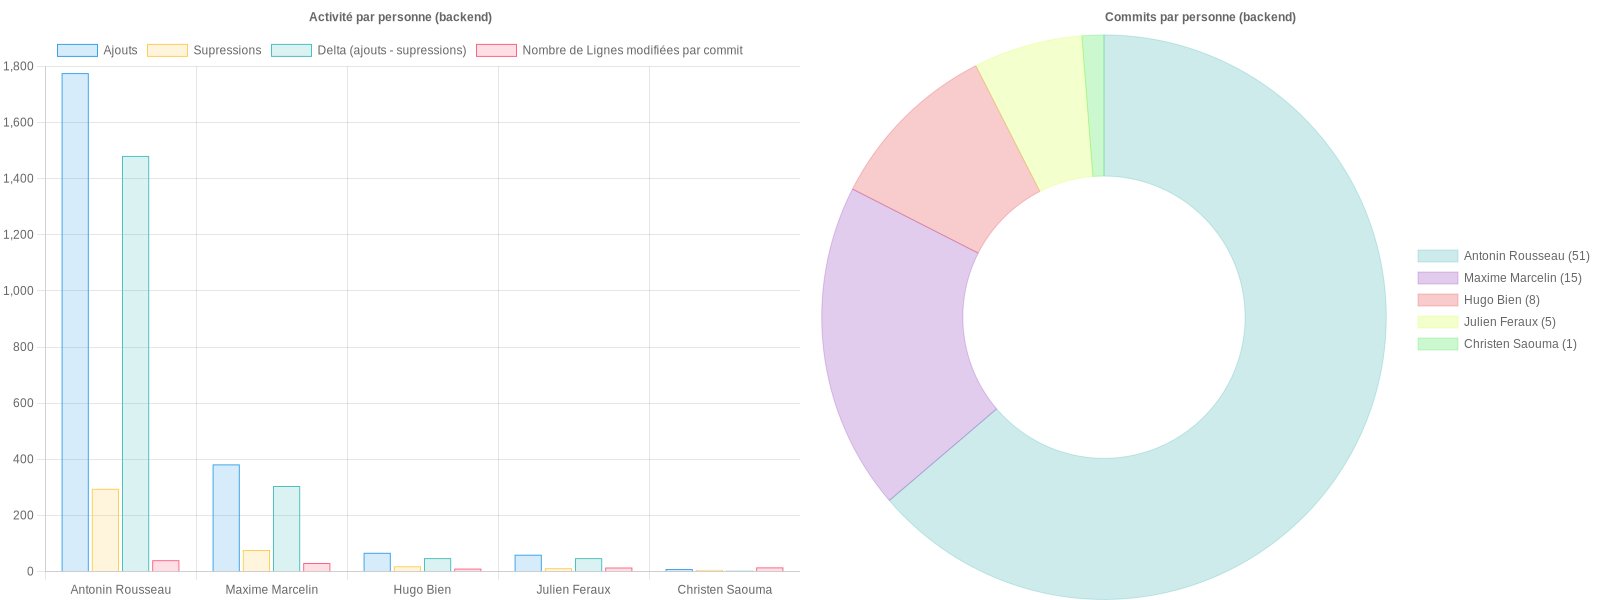 Activité par personne (backend)
Ajouts Supressions Delta (ajouts - supressions) Nombre de Lignes modifiées par commit
1,800
1,600
1,400
1,200
1,000
800
600
400
200
0
Antonin Rousseau Maxime Marcelin Hugo Bien Julien Feraux Christen Saouma
Commits par personne (backend)
Antonin Rousseau (51)
Maxime Marcelin (15)
Hugo Bien (8)
Julien Feraux (5)
Christen Saouma (1)